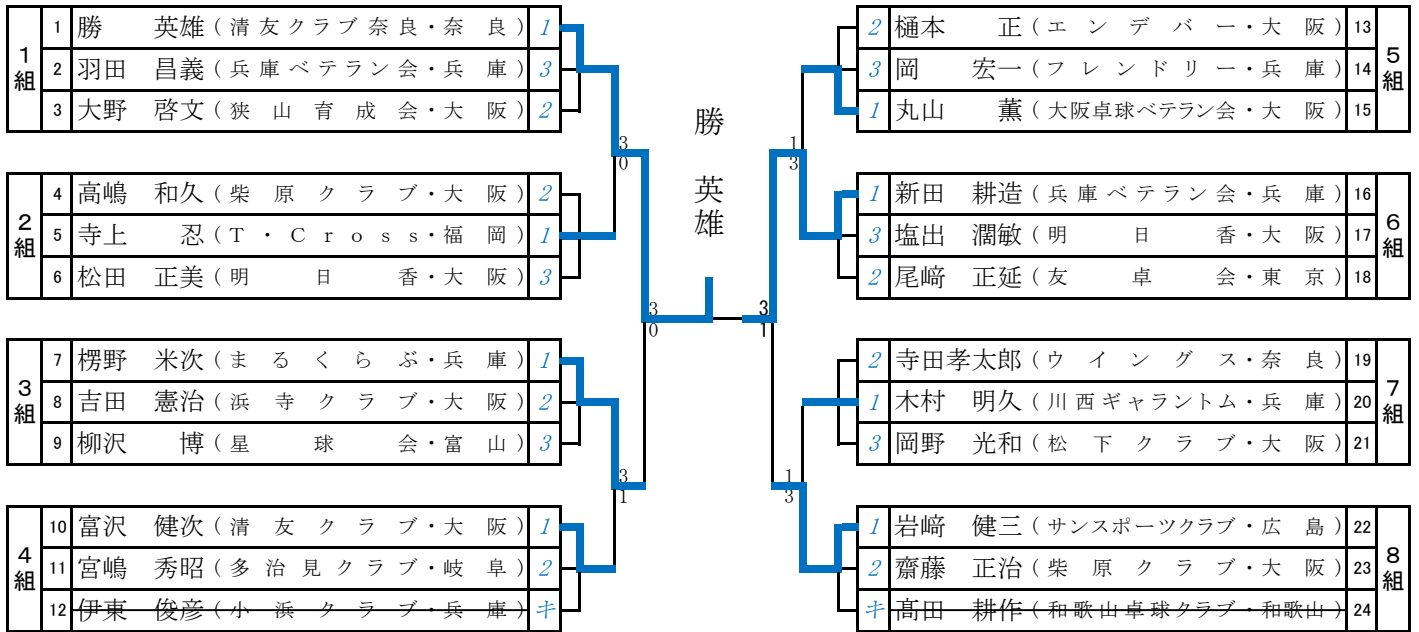 1組
1 勝　英雄(清友クラブ奈良・奈良) 1
2 羽田　昌義(兵庫ベテラン会・兵庫) 3
3 大野　啓文(狭山育成会・大阪) 2
2組
4 高嶋　和久(柴原クラブ・大阪) 2
5 寺上　忍(T・Cross・福岡) 1
6 松田　正美(明日香・大阪) 3
3組
7 楞野　米次(まるくらぶ・兵庫) 1
8 吉田　憲治(浜寺クラブ・大阪) 2
9 柳沢　博(星球会・富山) 3
4組
10 富沢　健次(清友クラブ・大阪) 1
11 宮嶋　秀昭(多治見クラブ・岐阜) 2
12 伊東　俊彦(小浜クラブ・兵庫) キ
3
0
3
1
3
0
勝　英雄
3
1
1
3
1
3
5組
2 樋本　正(エンデバー・大阪) 13
3 岡　宏一(フレンドリー・兵庫) 14
1 丸山　薫(大阪卓球ベテラン会・大阪) 15
6組
1 新田　耕造(兵庫ベテラン会・兵庫) 16
3 塩出　濶敏(明日香・大阪) 17
2 尾﨑　正延(友卓会・東京) 18
7組
2 寺田孝太郎(ウイングス・奈良) 19
1 木村　明久(川西ギャラントム・兵庫) 20
3 岡野　光和(松下クラブ・大阪) 21
8組
1 岩﨑　健三(サンスポーツクラブ・広島) 22
2 齋藤　正治(柴原クラブ・大阪) 23
キ 髙田　耕作(和歌山卓球クラブ・和歌山) 24